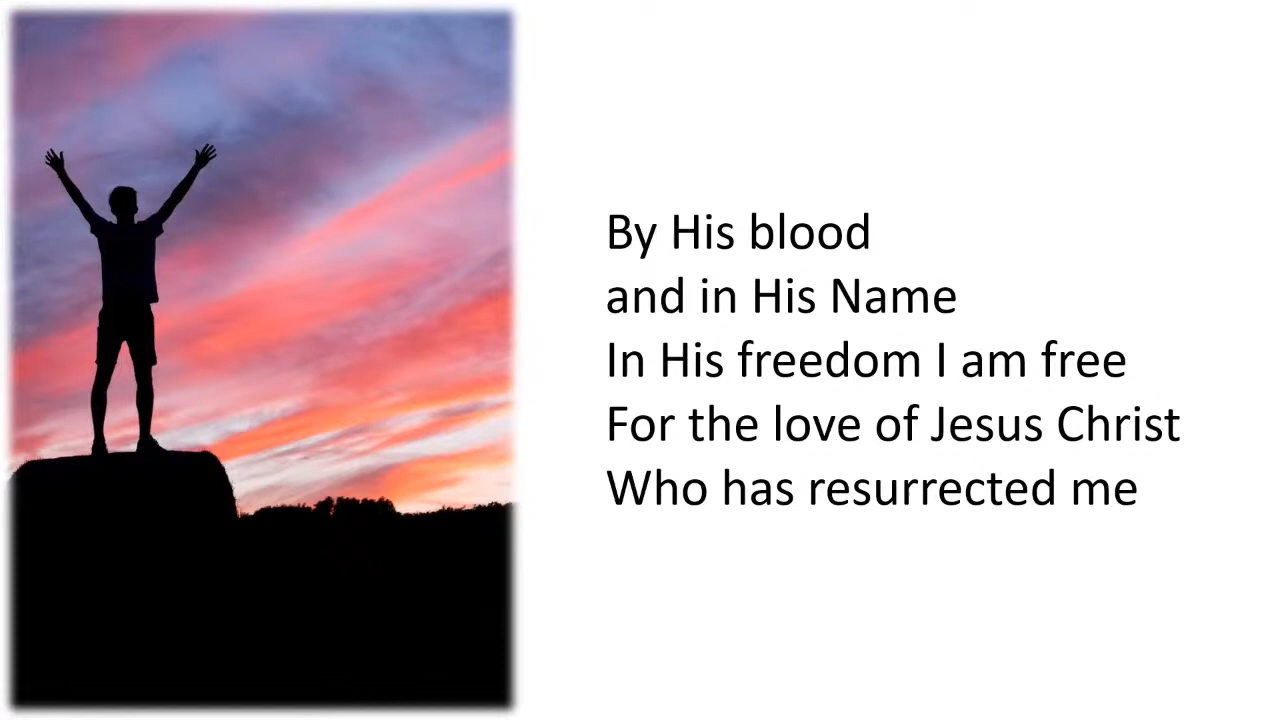 By His blood
and in His Name
In His freedom I am free
For the love of Jesus Christ
Who has resurrected me